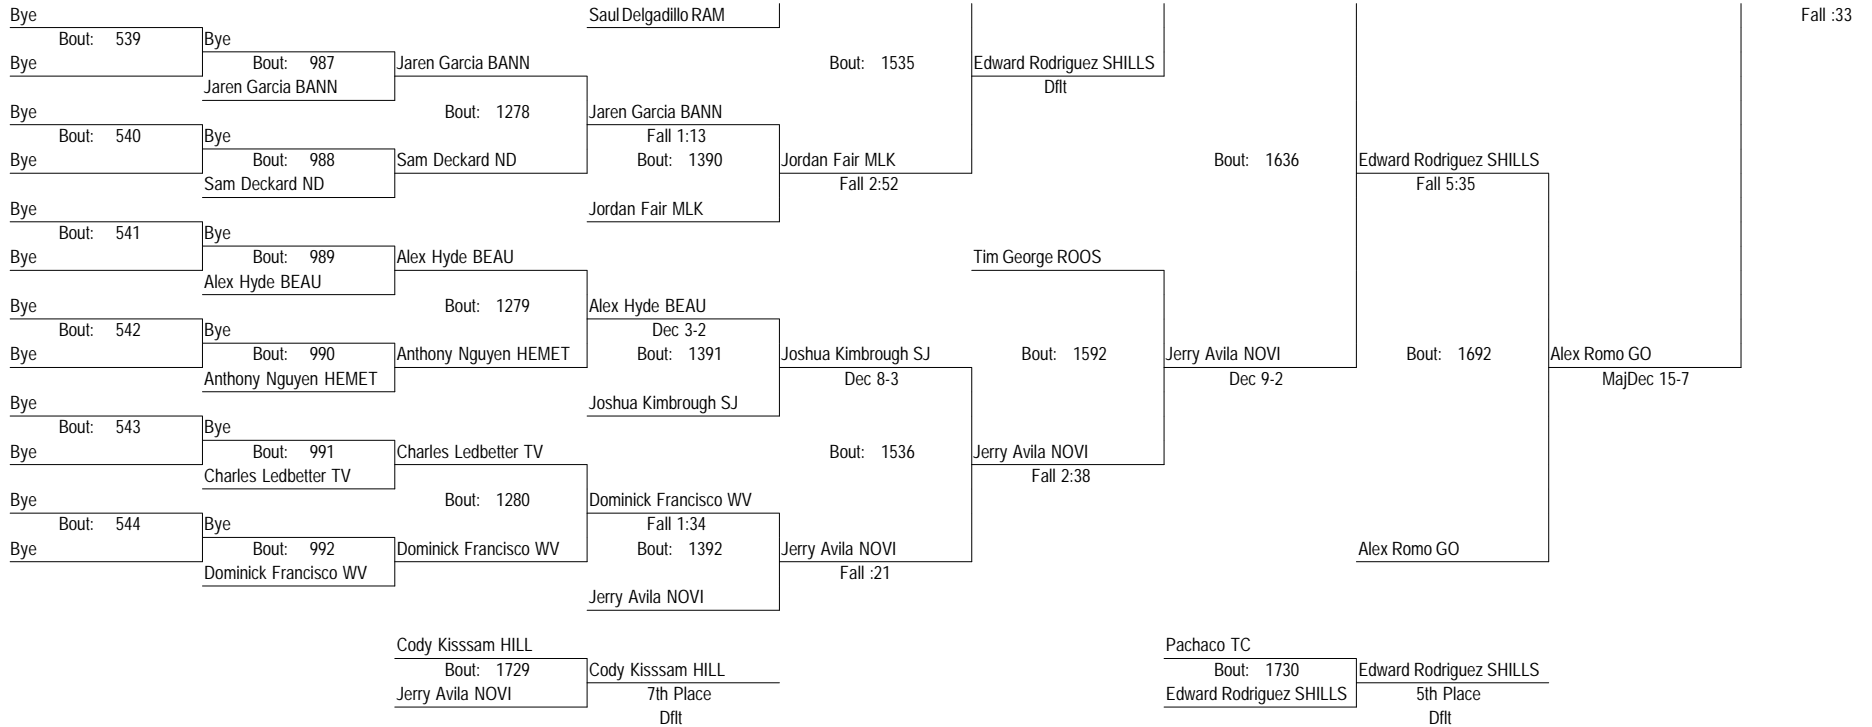 Bye
Saul Delgadillo RAM
Fall :33
Bout: 539
Bye
Bye
Bout: 987
Jaren Garcia BANN
Bout: 1535
Edward Rodriguez SHILLS
Jaren Garcia BANN
Dflt
Bye
Bout: 1278
Jaren Garcia BANN
Bout: 540
Bye
Fall 1:13
Bye
Bout: 988
Sam Deckard ND
Bout: 1390
Jordan Fair MLK
Bout: 1636
Edward Rodriguez SHILLS
Sam Deckard ND
Fall 2:52
Fall 5:35
Bye
Jordan Fair MLK
Bout: 541
Bye
Bye
Bout: 989
Alex Hyde BEAU
Tim George ROOS
Alex Hyde BEAU
Bye
Bout: 1279
Alex Hyde BEAU
Bout: 542
Bye
Dec 3-2
Bye
Bout: 990
Anthony Nguyen HEMET
Bout: 1391
Joshua Kimbrough SJ
Bout: 1592
Jerry Avila NOVI
Bout: 1692
Alex Romo GO
Anthony Nguyen HEMET
Dec 8-3
Dec 9-2
MajDec 15-7
Bye
Joshua Kimbrough SJ
Bout: 543
Bye
Bye
Bout: 991
Charles Ledbetter TV
Bout: 1536
Jerry Avila NOVI
Charles Ledbetter TV
Fall 2:38
Bye
Bout: 1280
Dominick Francisco WV
Bout: 544
Bye
Fall 1:34
Bye
Bout: 992
Dominick Francisco WV
Bout: 1392
Jerry Avila NOVI
Alex Romo GO
Dominick Francisco WV
Fall :21
Jerry Avila NOVI
Cody Kisssam HILL
Pachaco TC
Bout: 1729
Cody Kisssam HILL
Bout: 1730
Edward Rodriguez SHILLS
Jerry Avila NOVI
7th Place
Edward Rodriguez SHILLS
5th Place
Dflt
Dflt